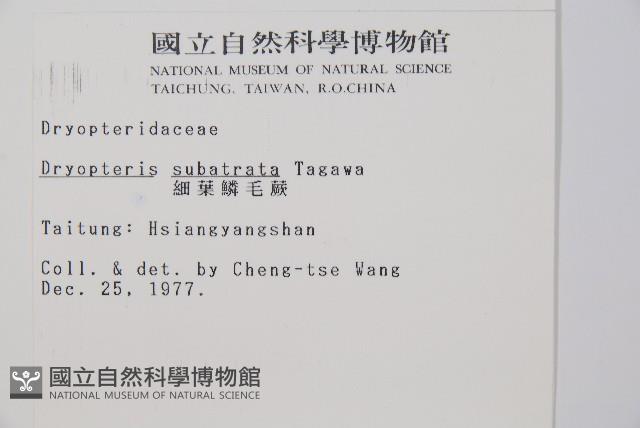 國立自然科學博物館
NATIONAL MUSEUM OF NATURAL SCIENCE
TAICHUNG, TAIWAN, R.O.CHINA
Dryopteridaceae
Dryopteris subatrata Tagawa
細葉鱗毛蕨
Taitung: Hsiangyangshan
Coll. & det. by Cheng-tse Wang
Dec. 25, 1977.
國立自然科學博物館
NATIONAL MUSEUM OF NATURAL SCIENCE